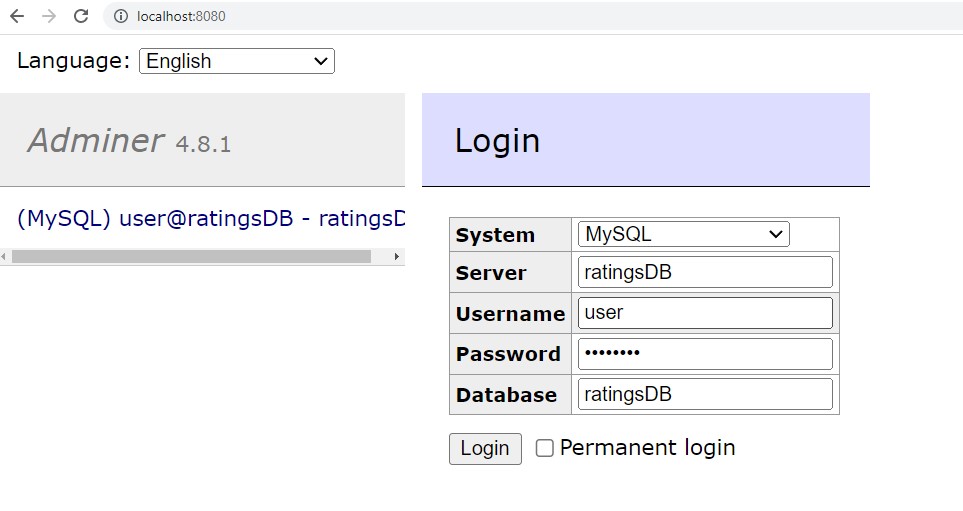 localhost:8080
Language: English
Adminer 4.8.1
(MySQL) user@ratingsDB - ratingsD
Login
System MySQL
Server ratingsDB
Username user
Password ••••••••
Database ratingsDB
Login Permanent login